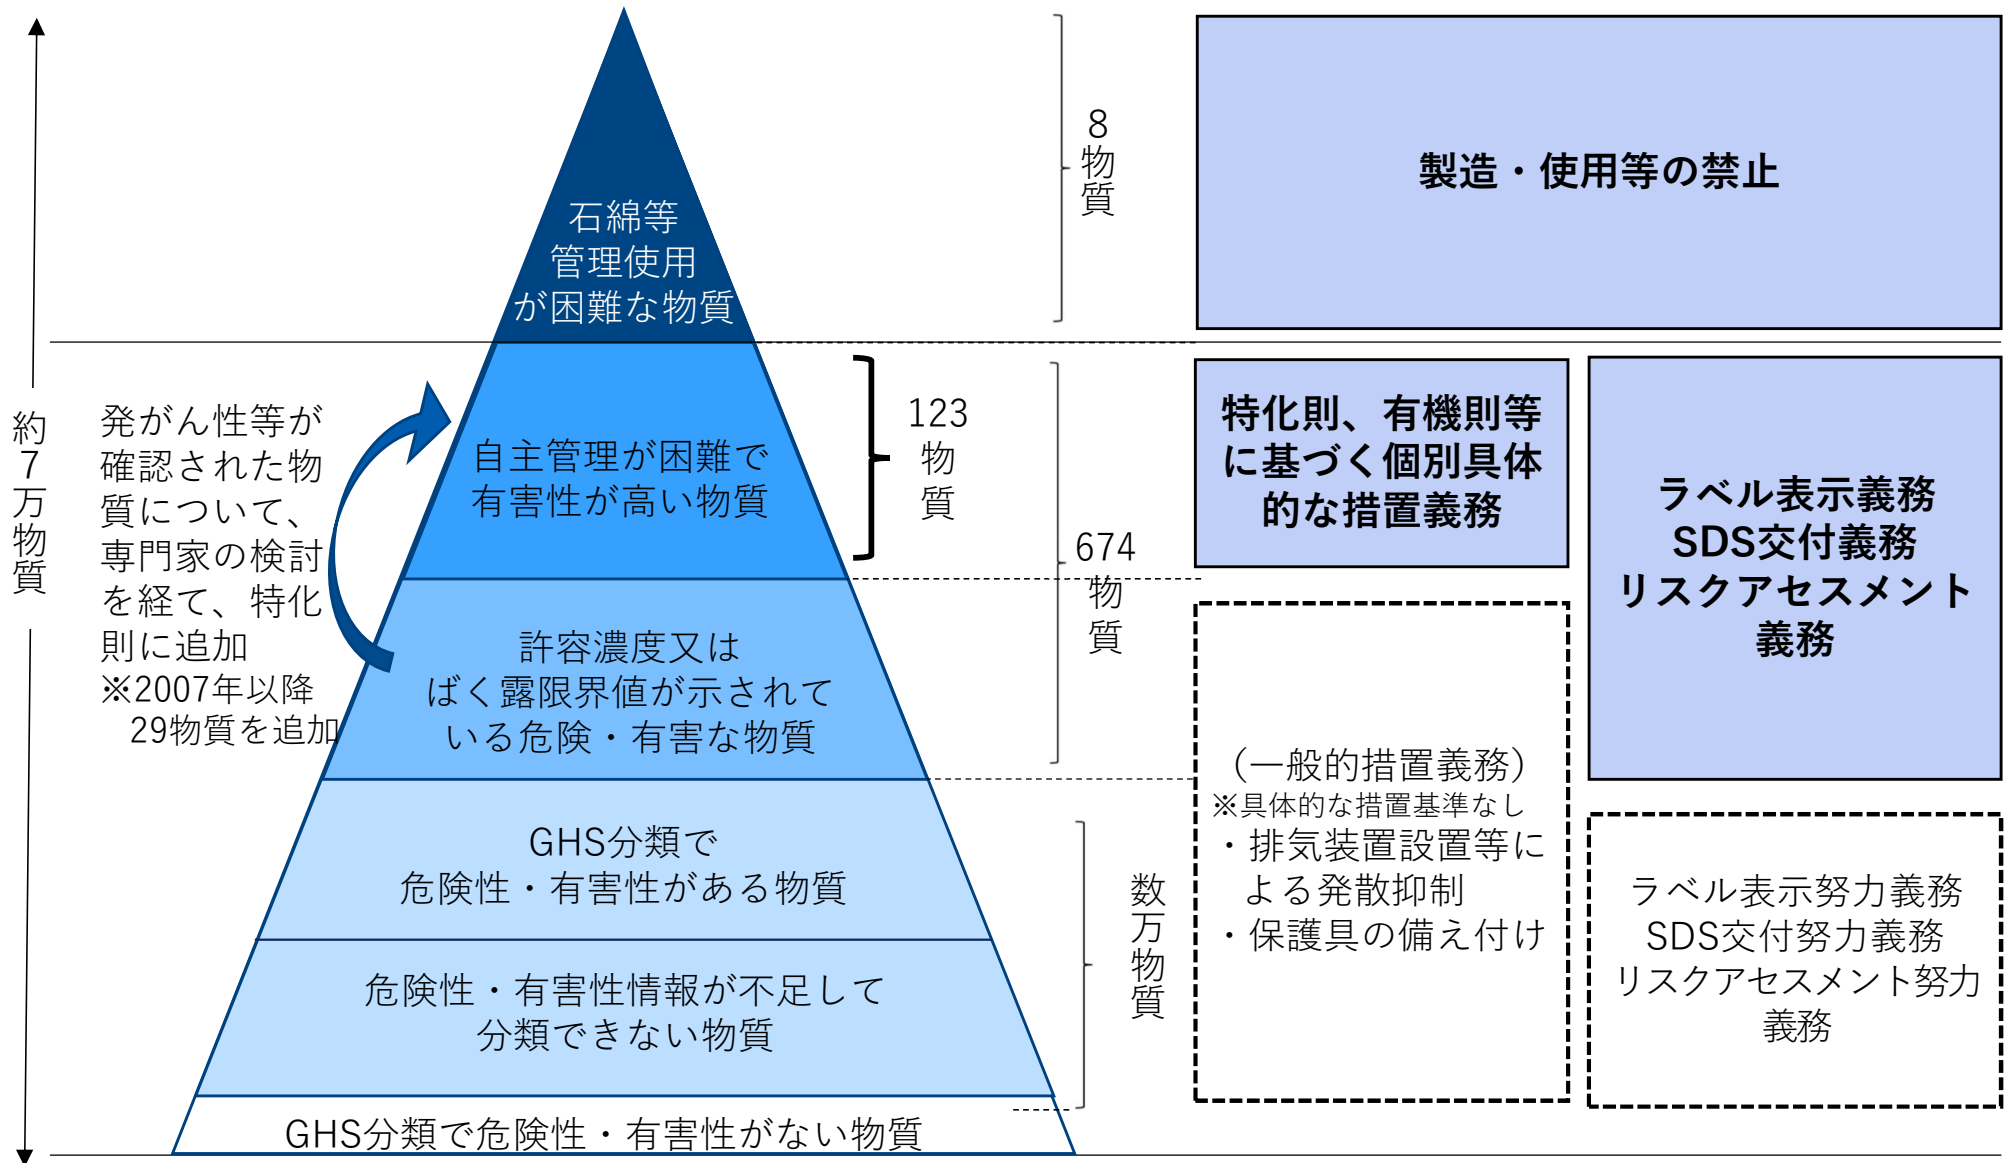 約7万物質
石綿等
管理使用
が困難な物質
8物質
製造・使用等の禁止
発がん性等が
確認された物
質について、
専門家の検討
を経て、特化
則に追加
※2007年以降
29物質を追加
自主管理が困難で
有害性が高い物質
123
物
質
674
物
質
特化則、有機則等
に基づく個別具体
的な措置義務
ラベル表示義務
SDS交付義務
リスクアセスメント
義務
許容濃度又は
ばく露限界値が示されて
いる危険・有害な物質
(一般的措置義務)
※具体的な措置基準なし
・排気装置設置等に
よる発散抑制
・保護具の備え付け
GHS分類で
危険性・有害性がある物質
数万物質
ラベル表示努力義務
SDS交付努力義務
リスクアセスメント努力
義務
危険性・有害性情報が不足して
分類できない物質
GHS分類で危険性・有害性がない物質